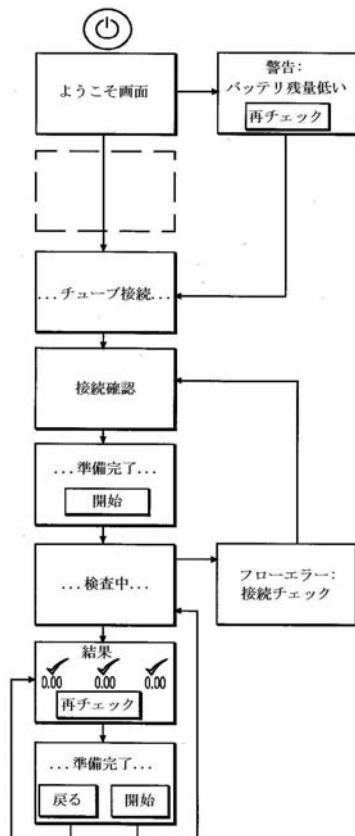 ようこそ画面
警告:
バッテリ残量低い
再チェック
...チューブ接続...
接続確認
...準備完了...
開始
...検査中...
フローエラー:
接続チェック
結果
0.00 0.00 0.00
再チェック
...準備完了...
戻る 開始